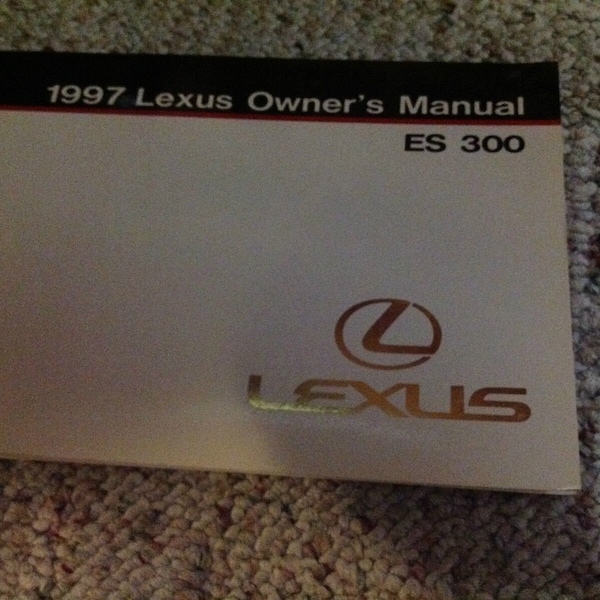 1997 Lexus Owner's Manual
ES 300
LEXUS